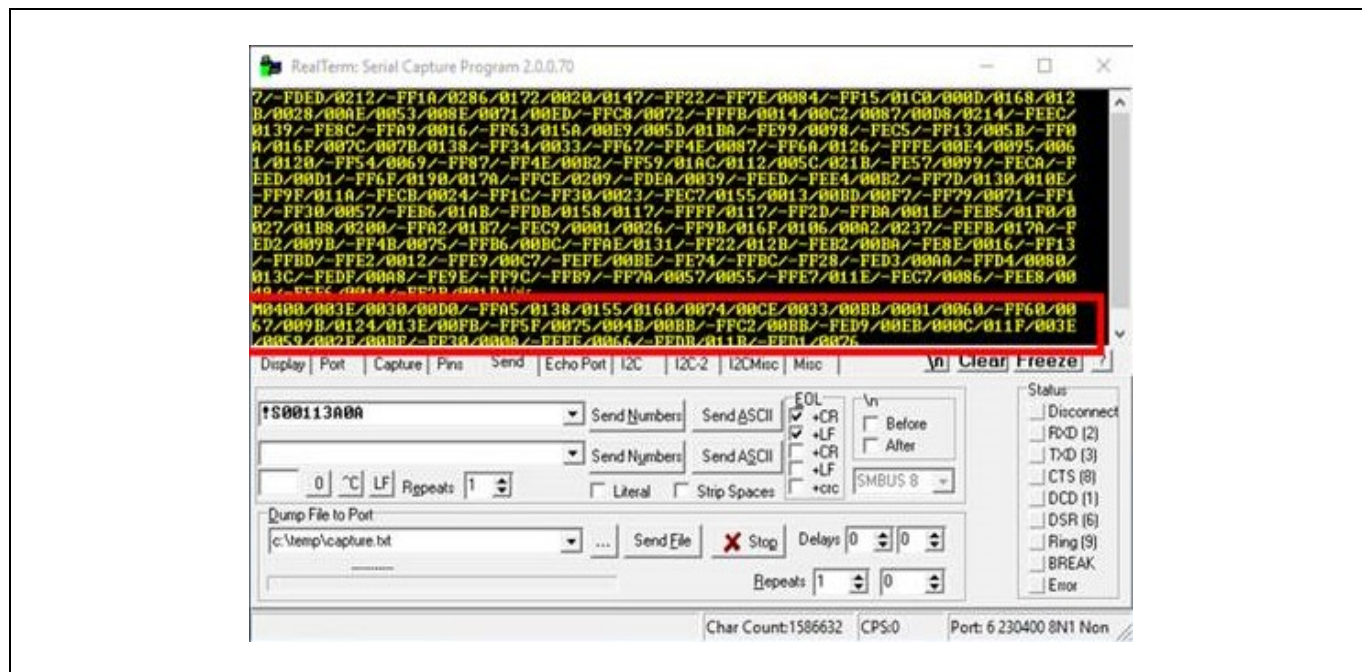 RealTerm: Serial Capture Program 2.0.0.70
7/-FDED/0212/-FF1A/0286/0172/0020/0147/-FF22/-FF7E/0084/-FF15/01C0/000D/0168/012
B/0028/00AE/0053/008E/0071/00ED/-FFC8/0072/-FFFB/0014/00C2/0087/00D8/0214/-FEEC/
0139/-FE8C/-FFA9/0016/-FF63/015A/00E9/005D/01BA/-FE99/0098/-FEC5/-FF13/005B/-FF0
A/016F/007C/007B/0138/-FF34/0033/-FF67/-FF4E/0087/-FF6A/0126/-FFFE/00E4/0095/006
1/0120/-FF54/0069/-FF87/-FF4E/00B2/-FF59/01AC/0112/005C/021B/-FE57/0099/-FECA/-F
EED/00D1/-FF6F/0190/017A/-FFCE/0209/-FDEA/0039/-FEED/-FEE4/00B2/-FF7D/0130/010E/
-FF9F/011A/-FECB/0024/-FF1C/-FF30/0023/-FEC7/0155/0013/00BD/00F7/-FF79/0071/-FF1
F/-FF30/0057/-FEB6/01AB/-FFDB/0158/0117/-FFFF/0117/-FF2D/-FFBA/001E/-FEB5/01F0/0
027/01B8/0200/-FFA2/01B7/-FEC9/0001/0026/-FF9B/016F/0106/00A2/0237/-FEFB/017A/-F
ED2/009B/-FF4B/0075/-FFB6/00BC/-FFAE/0131/-FF22/012B/-FEB2/00BA/-FE8E/0016/-FF13
/-FFBD/-FFE2/0012/-FFE9/00C7/-FEFE/00BE/-FE74/-FFBC/-FF28/-FED3/00AA/-FFD4/0080/
013C/-FEDF/00A8/-FE9E/-FF9C/-FFB9/-FF7A/0057/0055/-FFE7/011E/-FEC7/0086/-FEE8/00
M0400/003E/0030/00D0/-FFA5/0138/0155/0160/0074/00CE/0033/00BB/0001/0060/-FF60/00
67/009B/0124/013E/00FB/-FF5F/0075/004B/00BB/-FFC2/00BB/-FED9/00EB/000C/011F/003E
/0059/002F/00BF/-FF30/000A/-FEFE/0066/-FFDB/011B/-FFD1/0076
Display Port Capture Pins Send Echo Port I2C I2C-2 I2CMisc Misc \n Clear Freeze ?
!S00113A0A Send Numbers Send ASCII
EOL
+CR
+LF
+CR
+LF
+crc
\n
Before
After
Send Numbers Send ASCII
0 ^C LF Repeats 1 Literal Strip Spaces SMBUS 8
Dump File to Port
c:\temp\capture.txt ... Send File Stop Delays 0 0
Repeats 1 0
Status
Disconnect
RXD (2)
TXD (3)
CTS (8)
DCD (1)
DSR (6)
Ring (9)
BREAK
Error
Char Count:1586632 CPS:0 Port: 6 230400 8N1 Non